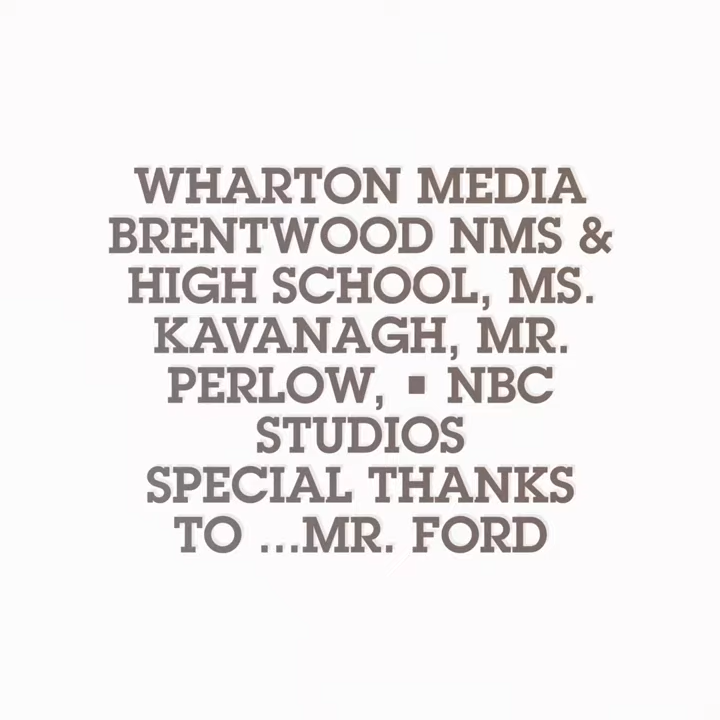 WHARTON MEDIA
BRENTWOOD NMS &
HIGH SCHOOL, MS.
KAVANAGH, MR.
PERLOW, ▪ NBC
STUDIOS
SPECIAL THANKS
TO ...MR. FORD